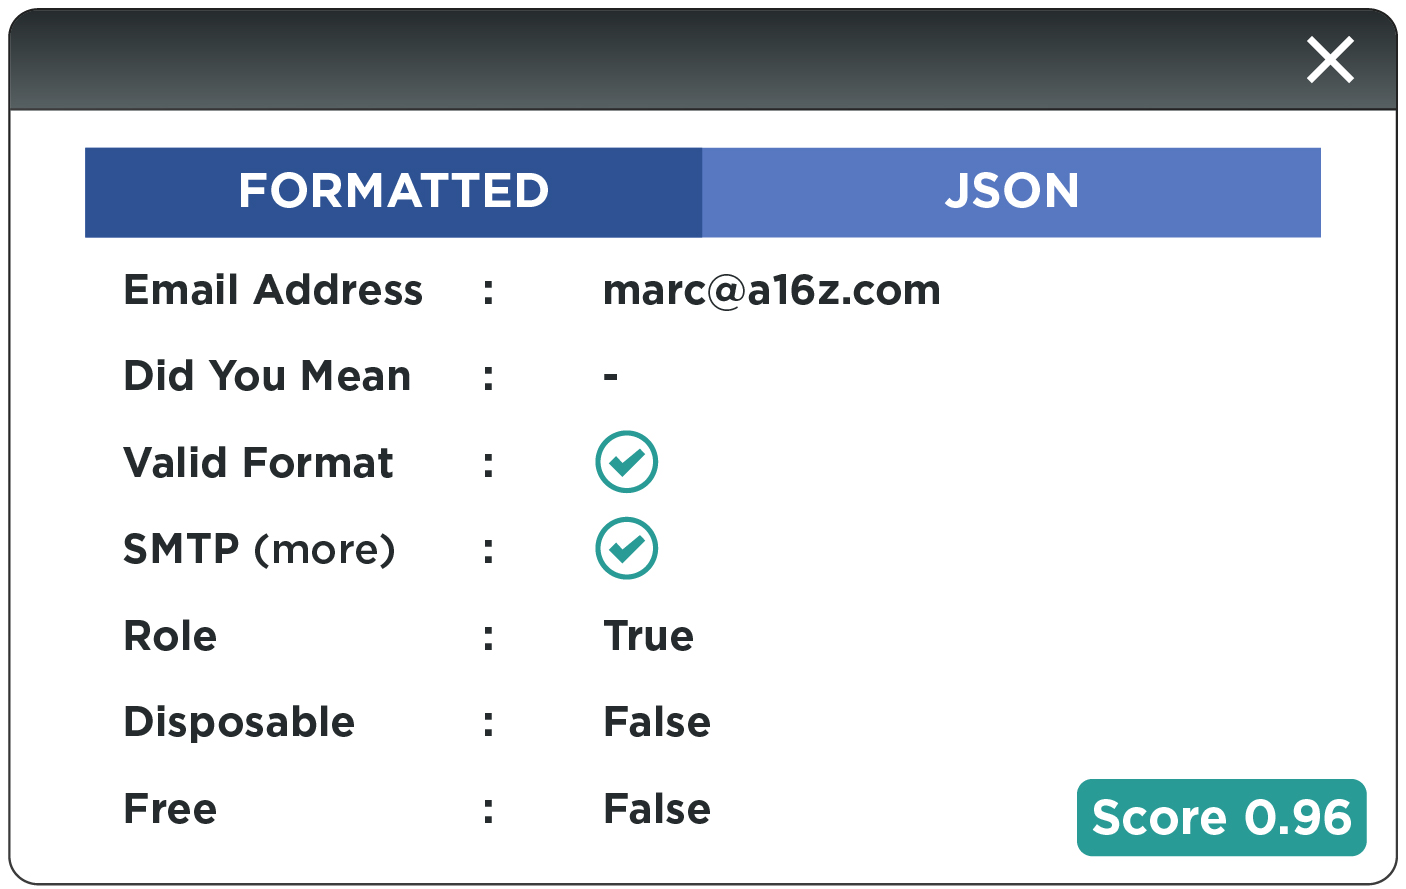 FORMATTED JSON
Email Address : marc@a16z.com
Did You Mean : -
Valid Format :
SMTP (more) :
Role : True
Disposable : False
Free : False
Score 0.96